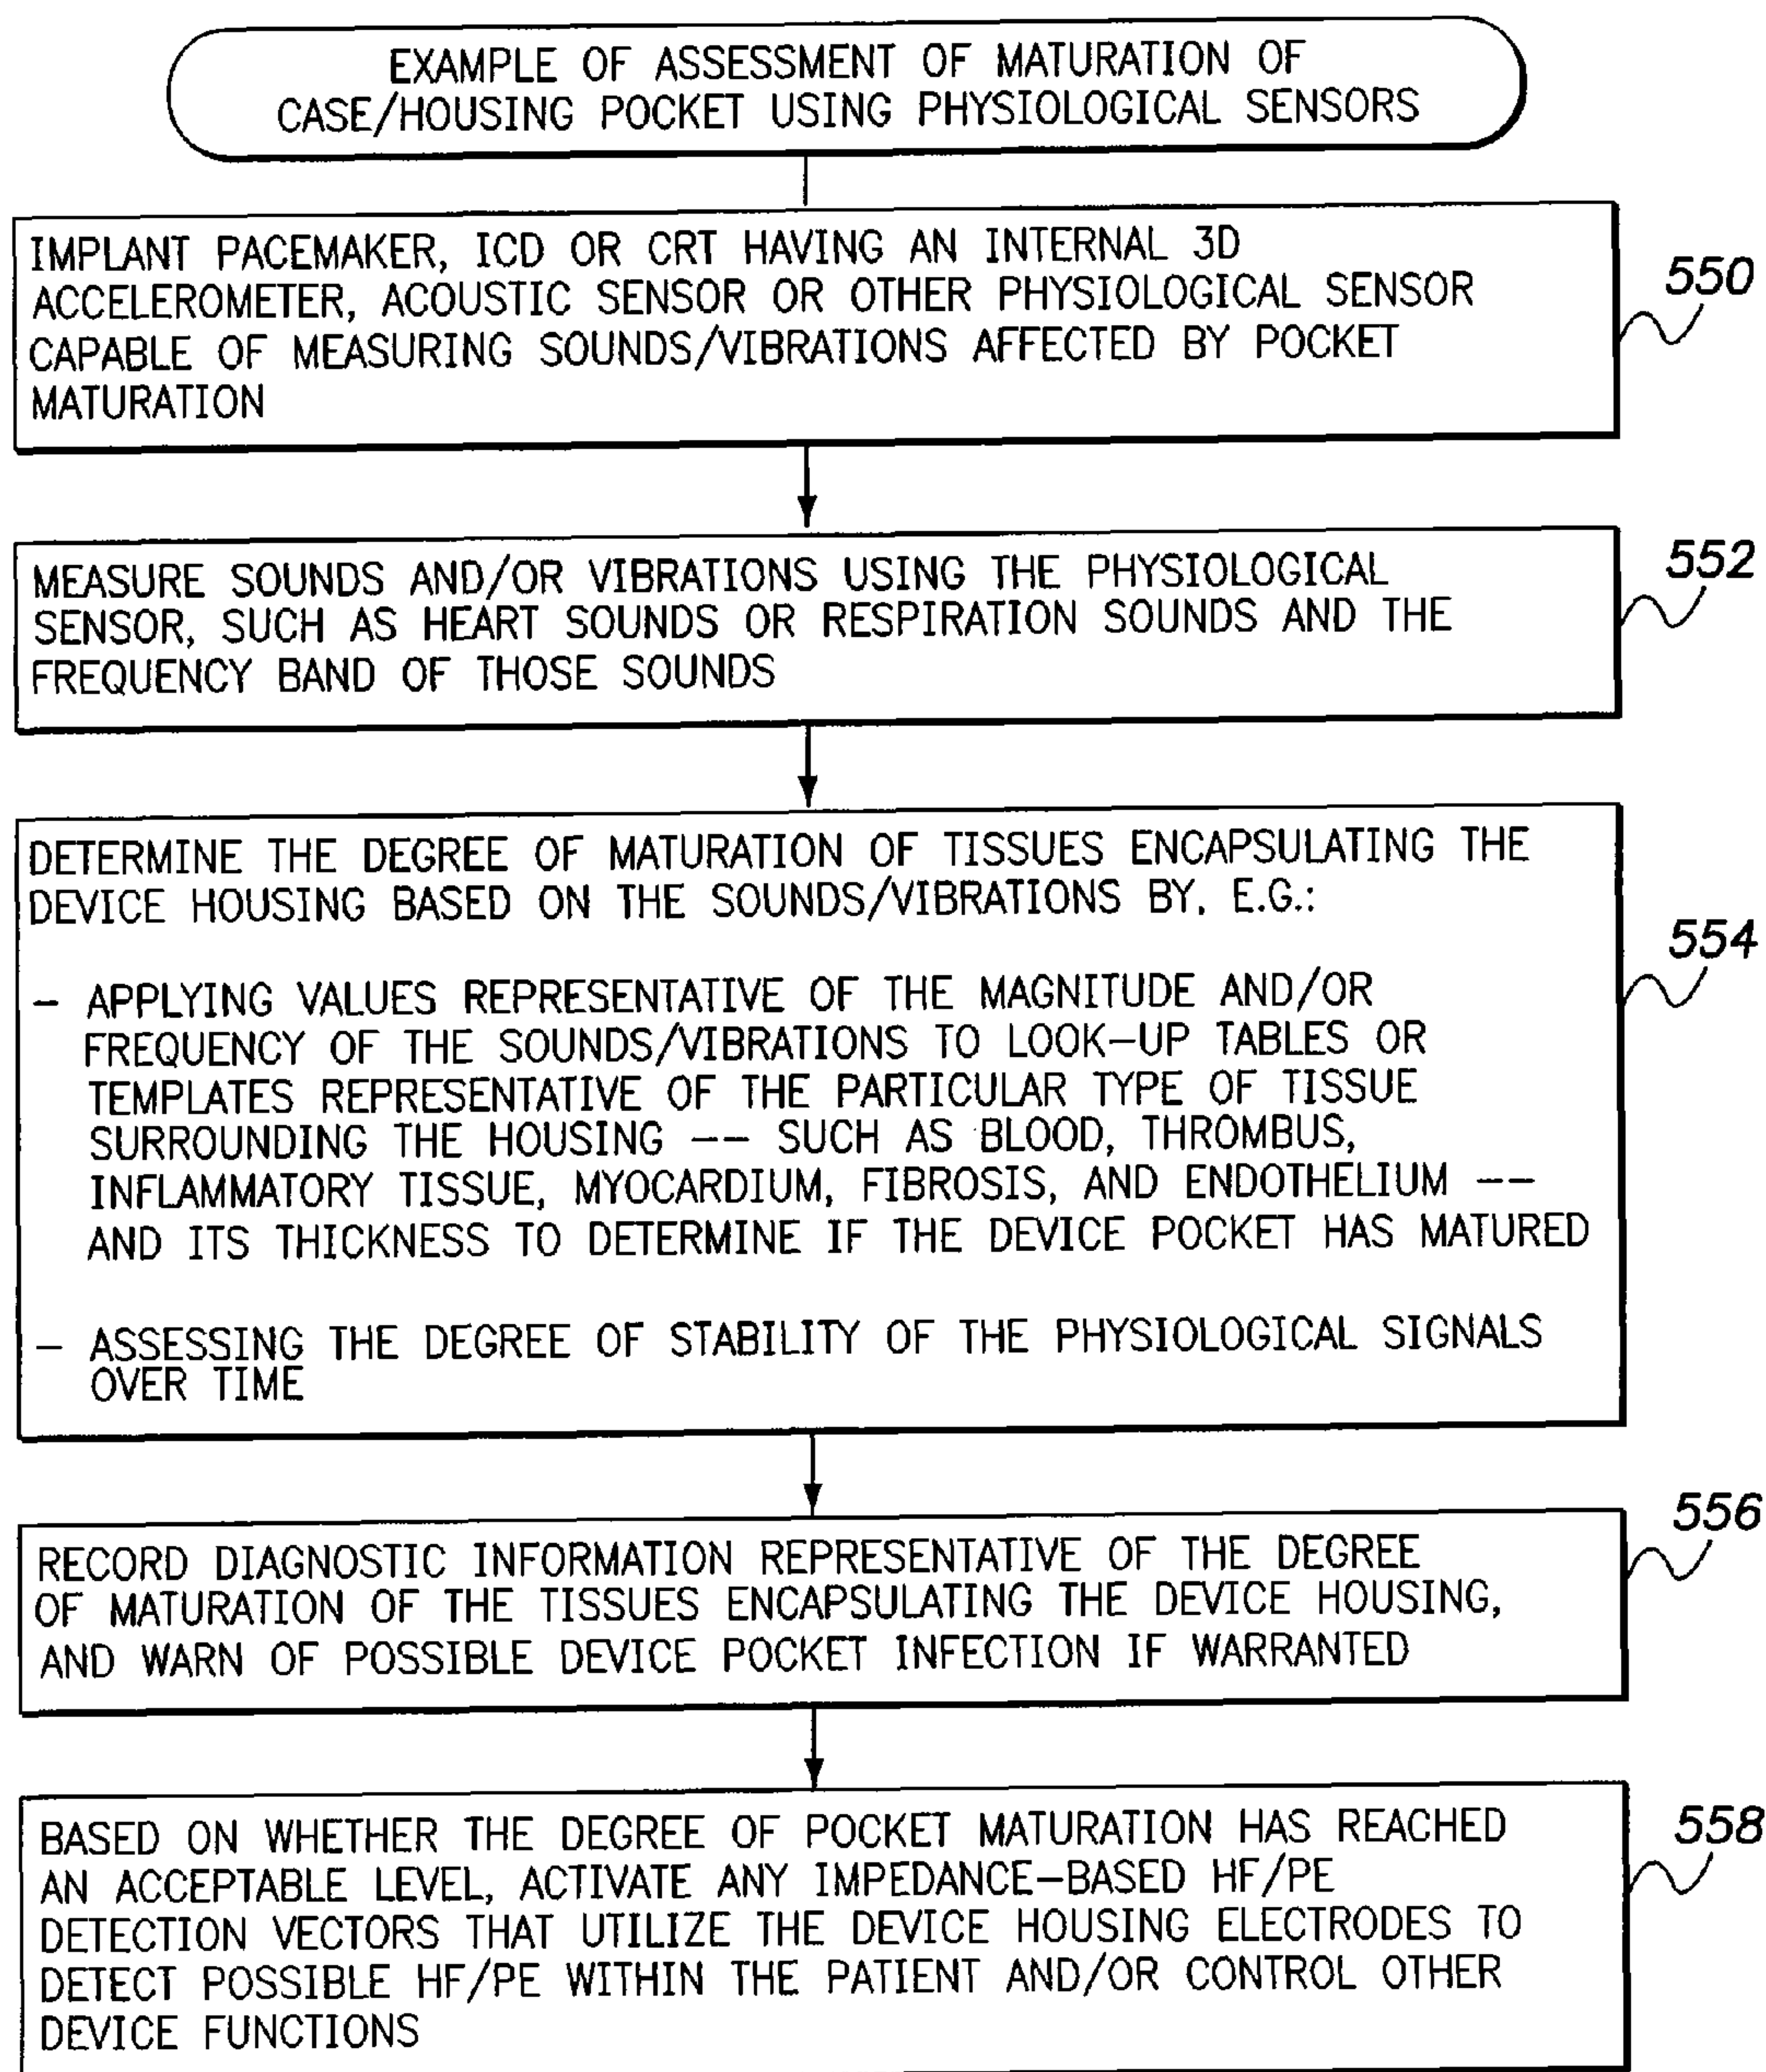 EXAMPLE OF ASSESSMENT OF MATURATION OF
CASE/HOUSING POCKET USING PHYSIOLOGICAL SENSORS
IMPLANT PACEMAKER, ICD OR CRT HAVING AN INTERNAL 3D
ACCELEROMETER, ACOUSTIC SENSOR OR OTHER PHYSIOLOGICAL SENSOR
CAPABLE OF MEASURING SOUNDS/VIBRATIONS AFFECTED BY POCKET
MATURATION
550
MEASURE SOUNDS AND/OR VIBRATIONS USING THE PHYSIOLOGICAL
SENSOR, SUCH AS HEART SOUNDS OR RESPIRATION SOUNDS AND THE
FREQUENCY BAND OF THOSE SOUNDS
552
DETERMINE THE DEGREE OF MATURATION OF TISSUES ENCAPSULATING THE
DEVICE HOUSING BASED ON THE SOUNDS/VIBRATIONS BY, E.G.:
- APPLYING VALUES REPRESENTATIVE OF THE MAGNITUDE AND/OR
FREQUENCY OF THE SOUNDS/VIBRATIONS TO LOOK-UP TABLES OR
TEMPLATES REPRESENTATIVE OF THE PARTICULAR TYPE OF TISSUE
SURROUNDING THE HOUSING -- SUCH AS BLOOD, THROMBUS,
INFLAMMATORY TISSUE, MYOCARDIUM, FIBROSIS, AND ENDOTHELIUM --
AND ITS THICKNESS TO DETERMINE IF THE DEVICE POCKET HAS MATURED
- ASSESSING THE DEGREE OF STABILITY OF THE PHYSIOLOGICAL SIGNALS
OVER TIME
554
RECORD DIAGNOSTIC INFORMATION REPRESENTATIVE OF THE DEGREE
OF MATURATION OF THE TISSUES ENCAPSULATING THE DEVICE HOUSING,
AND WARN OF POSSIBLE DEVICE POCKET INFECTION IF WARRANTED
556
BASED ON WHETHER THE DEGREE OF POCKET MATURATION HAS REACHED
AN ACCEPTABLE LEVEL, ACTIVATE ANY IMPEDANCE-BASED HF/PE
DETECTION VECTORS THAT UTILIZE THE DEVICE HOUSING ELECTRODES TO
DETECT POSSIBLE HF/PE WITHIN THE PATIENT AND/OR CONTROL OTHER
DEVICE FUNCTIONS
558